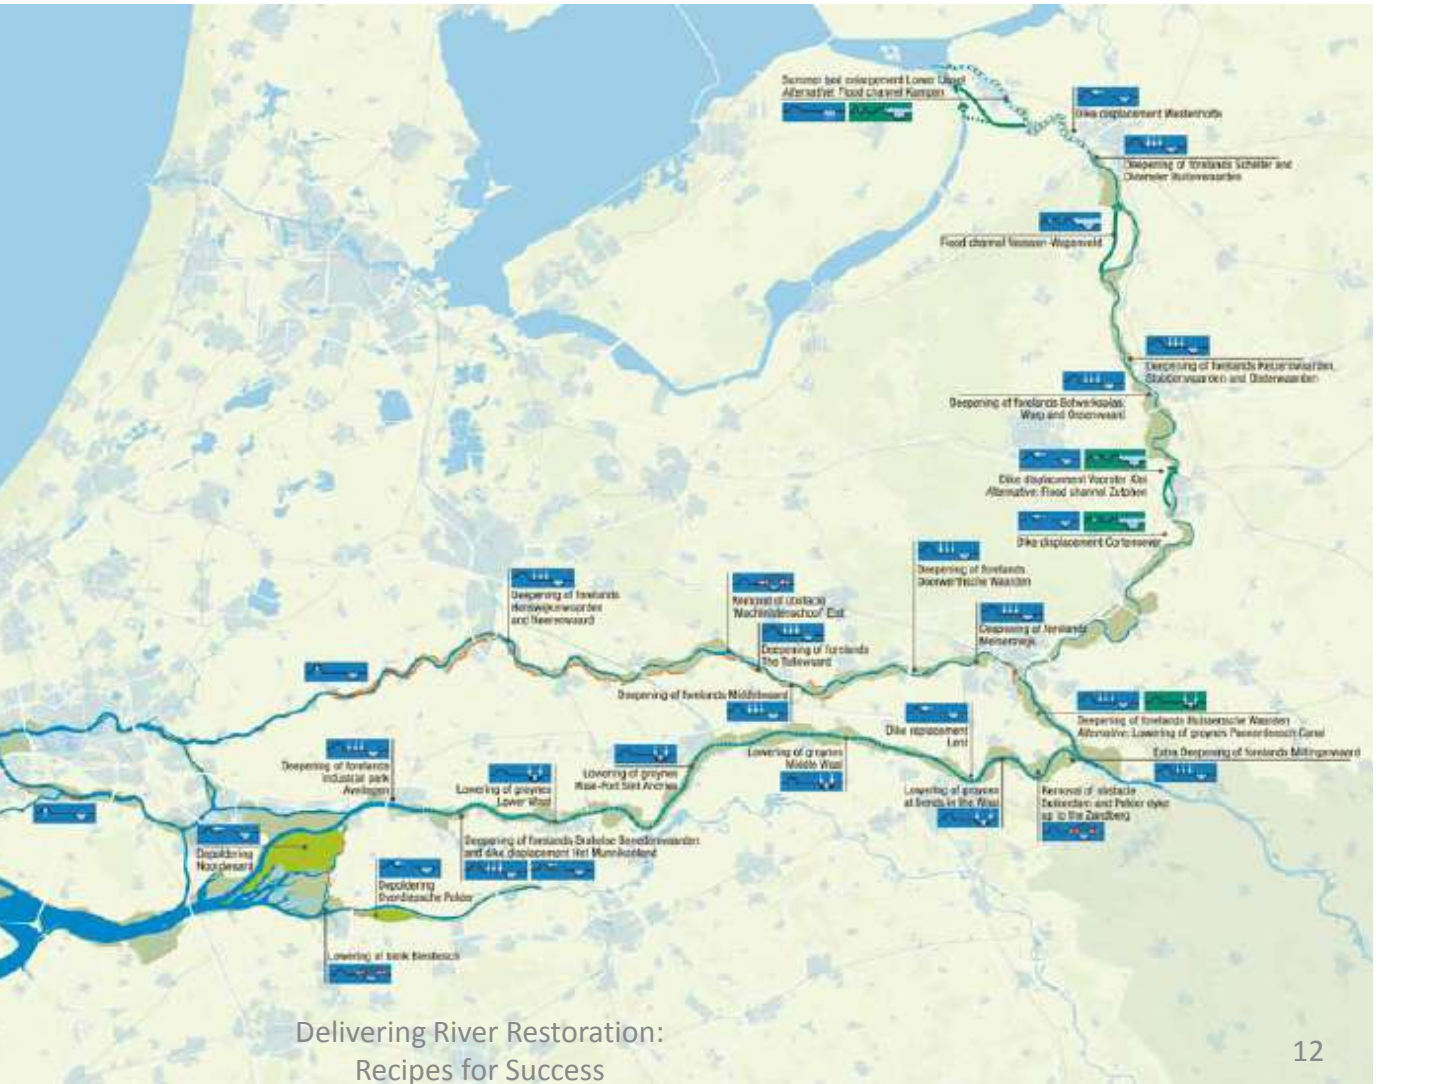 Summer bed enlargement Lower IJssel
Alternative: Flood channel Kampen
Dike displacement Westenholte
Deepening of forelands Scheller and
Oldeneler Buitenwaarden
Flood channel Veessen-Wapenveld
Deepening of forelands Keizerswaarden,
Stobbenwaarden and Olsterwaarden
Deepening of forelands Bolwerksplas,
Worp and Ossenwaard
Dike displacement Voorster Klei
Alternative: Flood channel Zutphen
Dike displacement Cortenoever
Deepening of forelands
Doorwerthsche Waarden
Deepening of forelands
Honswijkerwaarden
and
Removal of obstacle
'Machinistenschool' Elst
Deepening of forelands
The Tollewaard
Deepening of forelands
Meinerswijk
Deepening of forelands Middelwaard
Deepening of forelands Huissensche Waarden
Alternative: Lowering of groynes Pannerdensch Canal
Dike replacement
Lent
Extra Deepening of forelands Millingerwaard
Lowering of groynes
Middle Waal
Deepening of forelands
industrial park
Avelingen
Lowering of groynes
Waal-Fort Sint Andries
Lowering of groynes
Lower Waal
Lowering of groynes
at bends in the Waal
Removal of obstacle
Suikerdam and Polder dyke
up to the Zandberg
Deepening of forelands Brakelse Benedenwaarden
and dike displacement Het Munnikenland
Depoldering
Noordwaard
Depoldering
Overdiepsche Polder
Lowering of bank Biesbosch
Delivering River Restoration:
Recipes for Success
12